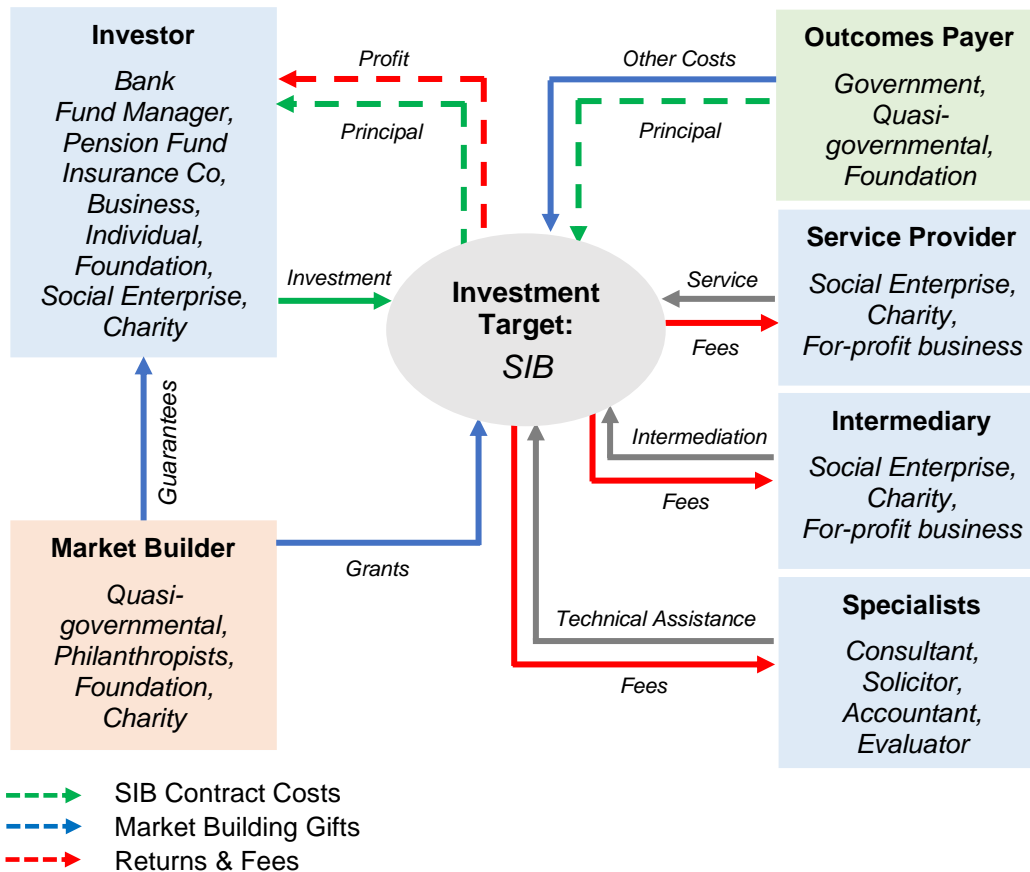 Investor
Bank
Fund Manager,
Pension Fund
Insurance Co,
Business,
Individual,
Foundation,
Social Enterprise,
Charity
Profit
Principal
Other Costs
Principal
Outcomes Payer
Government,
Quasi-
governmental,
Foundation
Investment
Investment
Target:
SIB
Service
Fees
Service Provider
Social Enterprise,
Charity,
For-profit business
Guarantees
Intermediation
Fees
Intermediary
Social Enterprise,
Charity,
For-profit business
Market Builder
Quasi-
governmental,
Philanthropists,
Foundation,
Charity
Grants
Technical Assistance
Fees
Specialists
Consultant,
Solicitor,
Accountant,
Evaluator
SIB Contract Costs
Market Building Gifts
Returns & Fees